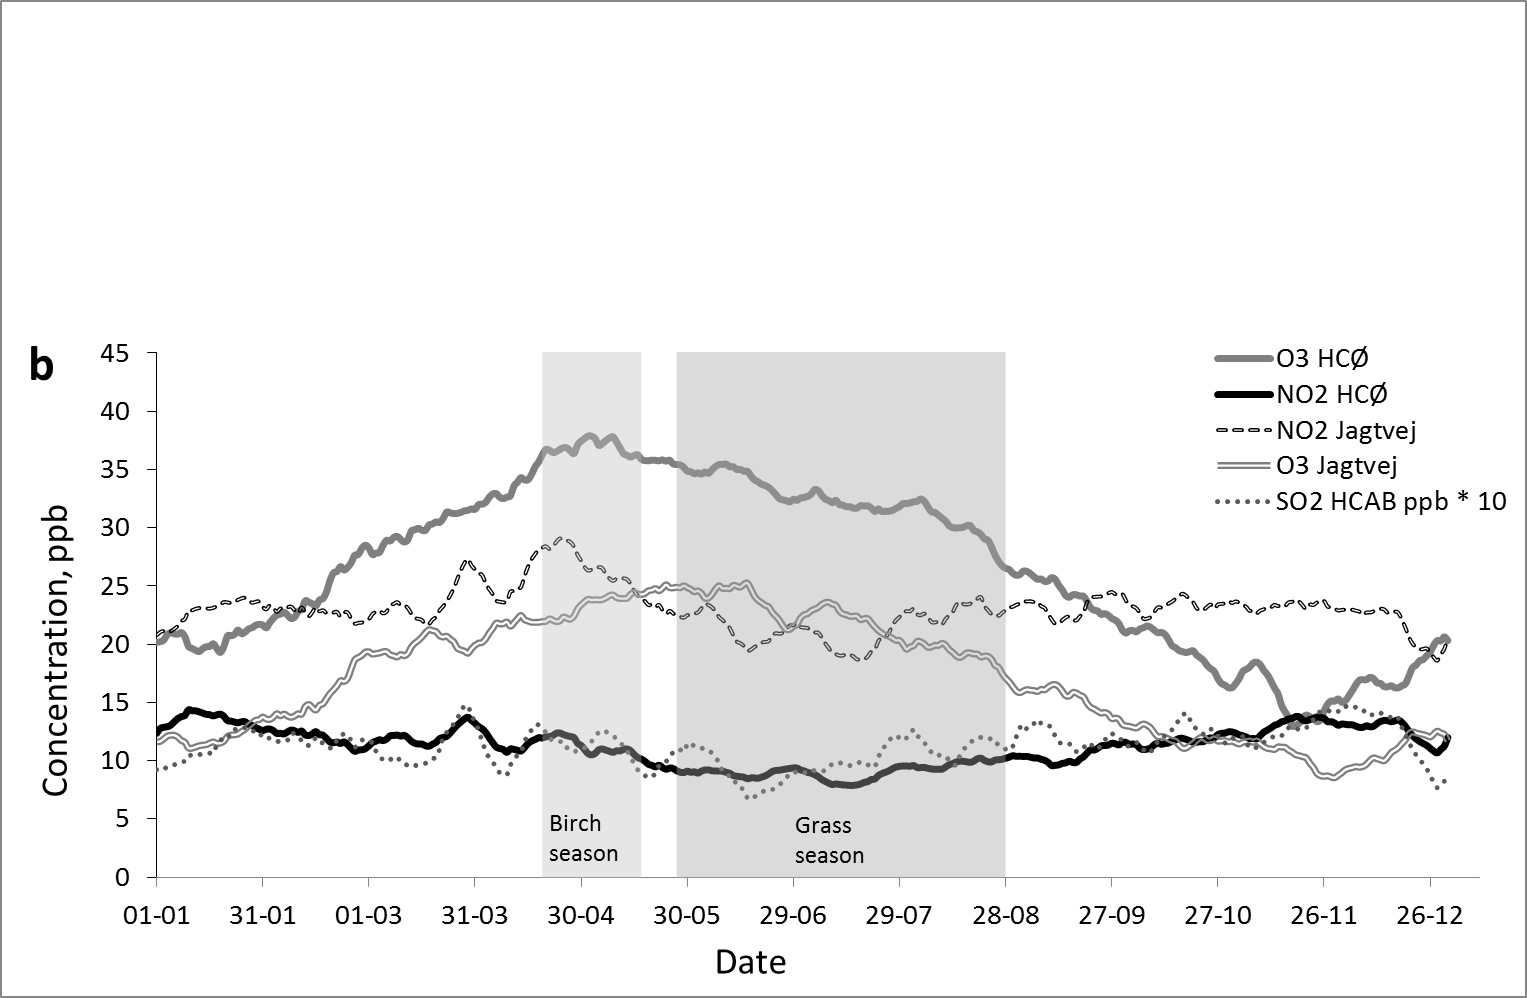 b
45
40
35
30
25
20
15
10
5
0
Concentration, ppb
O3 HCØ
NO2 HCØ
NO2 Jagtvej
O3 Jagtvej
SO2 HCAB ppb * 10
Birch
season
Grass
season
01-01 31-01 01-03 31-03 30-04 30-05 29-06 29-07 28-08 27-09 27-10 26-11 26-12
Date